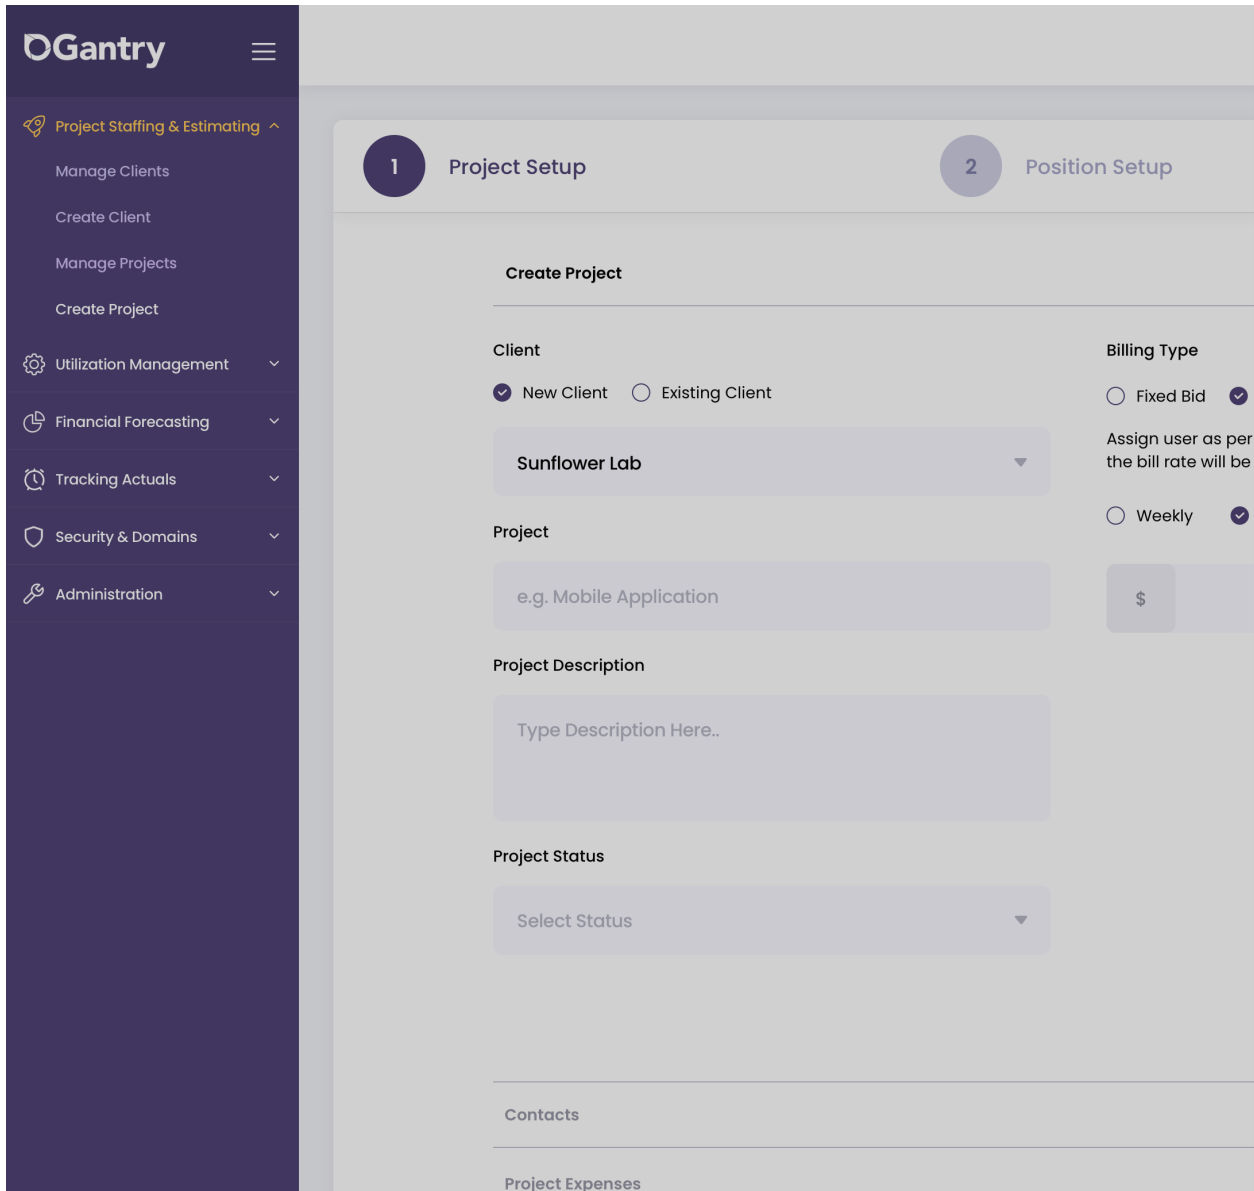 Gantry
Project Staffing & Estimating
Manage Clients
Create Client
Manage Projects
Create Project
Utilization Management
Financial Forecasting
Tracking Actuals
Security & Domains
Administration
1 Project Setup
2 Position Setup
Create Project
Client
New Client Existing Client
Sunflower Lab
Project
e.g. Mobile Application
Project Description
Type Description Here..
Project Status
Select Status
Billing Type
Fixed Bid
Assign user as per
the bill rate will be
Weekly
$
Contacts
Project Expenses